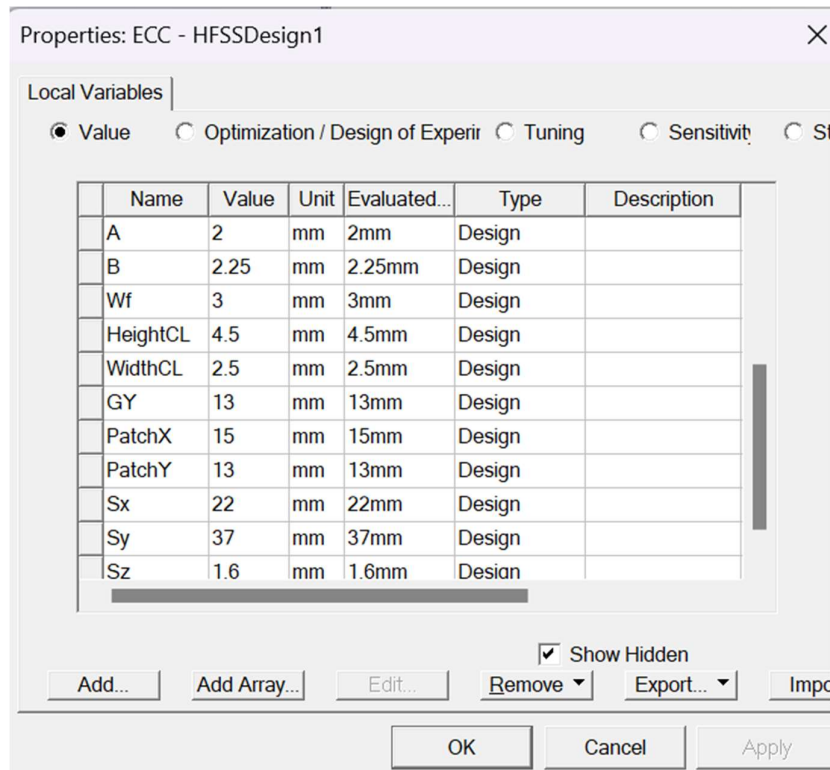 Properties: ECC - HFSSDesign1
Local Variables
Value Optimization / Design of Experir Tuning Sensitivity St
Name Value Unit Evaluated... Type Description
A 2 mm 2mm Design
B 2.25 mm 2.25mm Design
Wf 3 mm 3mm Design
HeightCL 4.5 mm 4.5mm Design
WidthCL 2.5 mm 2.5mm Design
GY 13 mm 13mm Design
PatchX 15 mm 15mm Design
PatchY 13 mm 13mm Design
Sx 22 mm 22mm Design
Sy 37 mm 37mm Design
Sz 1.6 mm 1.6mm Design
Show Hidden
Add... Add Array... Edit... Remove Export... Impo
OK Cancel Apply